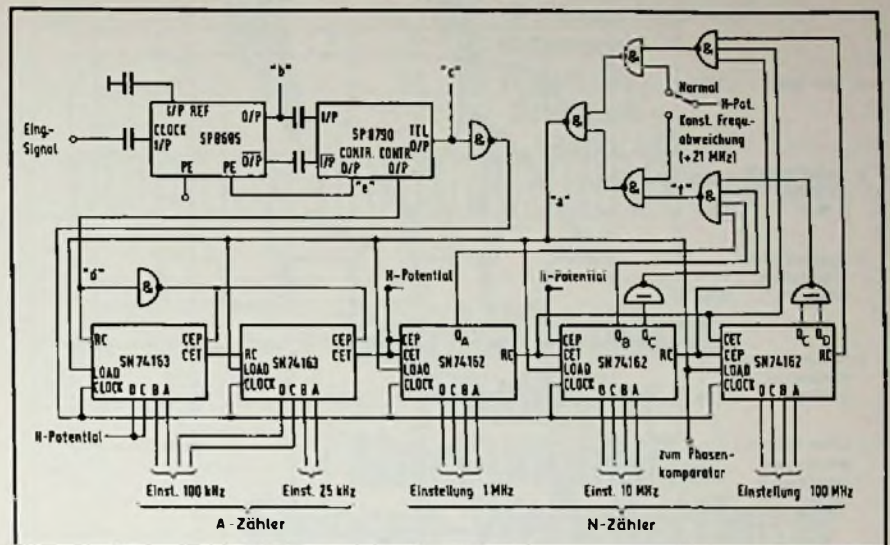 "b"
"c"
I/P REF
O/P
I/P
TTL
O/P
&
&
&
Normal
H-Pot.
Konst. Frequ.-
abweichung
(+21 MHz)
Eing.-
Signal
CLOCK
I/P
SP8685
O/P
I/P
SP8790
CONTR. CONTR.
O/P O/P
PE
PE
"e"
&
&
"a"
"f"
&
"d"
&
H-Potential
H-Potential
RC
CEP
CET
SN74163
LOAD
CLOCK
D C B A
RC
CEP
CET
SN74163
LOAD
CLOCK
D C B A
QA
CEP
CET
RC
SN74162
LOAD
CLOCK
D C B A
QB QC
CEP
CET
RC
SN74162
LOAD
CLOCK
D C B A
QC QD
CET
CEP
RC
SN74162
LOAD
CLOCK
D C B A
H-Potential
zum Phasen-
komparator
Einst. 100 kHz
Einst. 25 kHz
Einstellung 1 MHz
Einst. 10 MHz
Einstellung 100 MHz
A-Zähler
N-Zähler